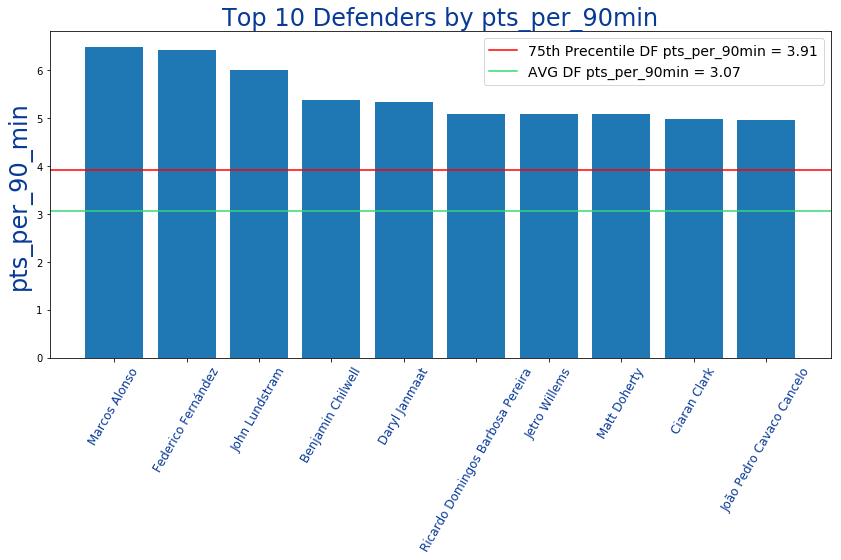 Top 10 Defenders by pts_per_90min
75th Precentile DF pts_per_90min = 3.91
AVG DF pts_per_90min = 3.07
pts_per_90_min
6
5
4
3
2
1
0
Marcos Alonso
Federico Fernández
John Lundstram
Benjamin Chilwell
Daryl Janmaat
Ricardo Domingos Barbosa Pereira
Jetro Willems
Matt Doherty
Ciaran Clark
João Pedro Cavaco Cancelo